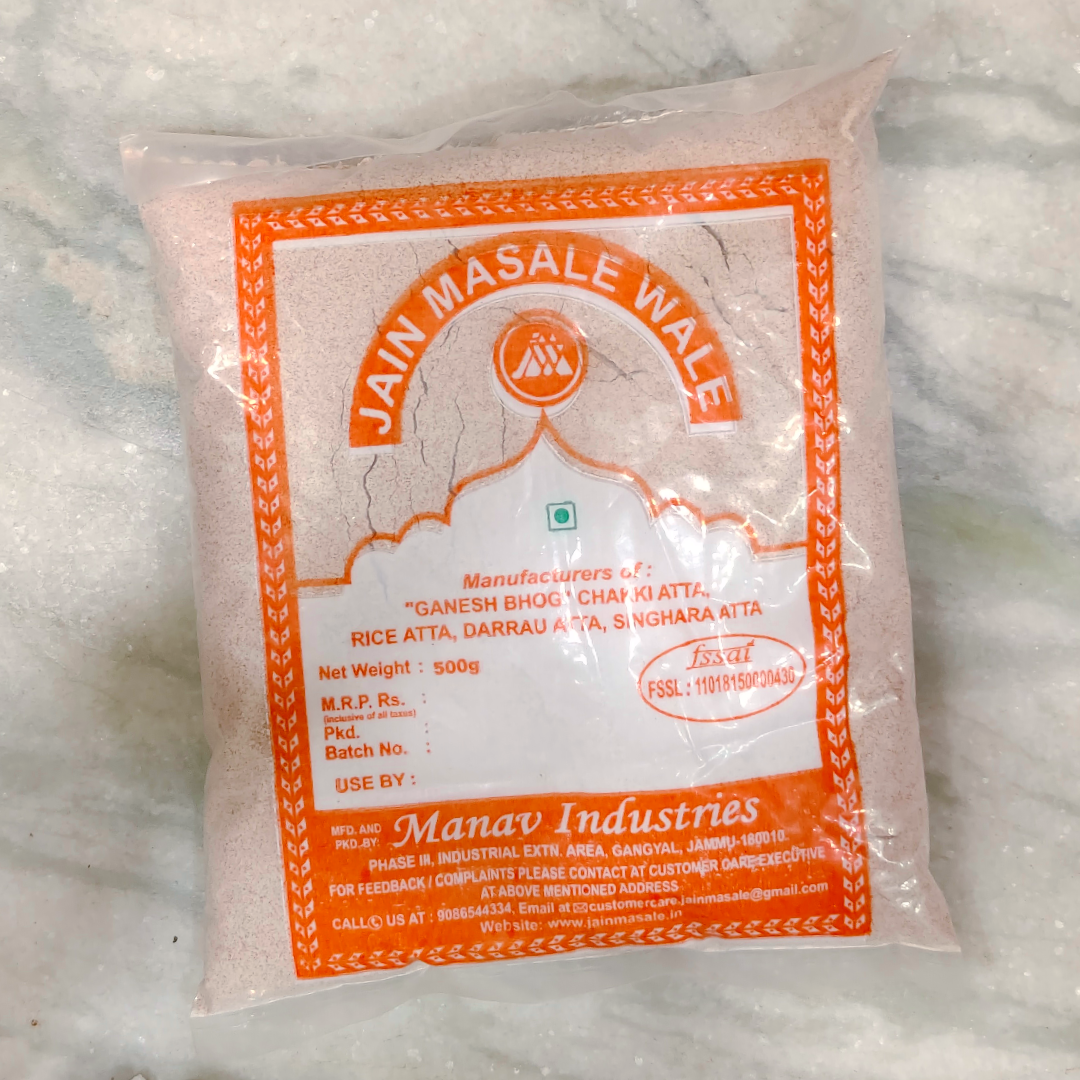 JAIN MASALE WALE
Manufacturers of :
"GANESH BHOG" CHAKKI ATTA,
RICE ATTA, DARRAU ATTA, SINGHARA ATTA
Net Weight : 500g
fssai
FSSL : 11018150000430
M.R.P. Rs. :
(inclusive of all taxes)
Pkd. :
Batch No. :
USE BY :
MFD. AND
PKD. BY: Manav Industries
PHASE III, INDUSTRIAL EXTN. AREA, GANGYAL, JAMMU-180010
FOR FEEDBACK / COMPLAINTS PLEASE CONTACT AT CUSTOMER CARE EXECUTIVE
AT ABOVE MENTIONED ADDRESS
CALL US AT : 9086544334, Email at customercare.jainmasale@gmail.com
Website: www.jainmasale.in